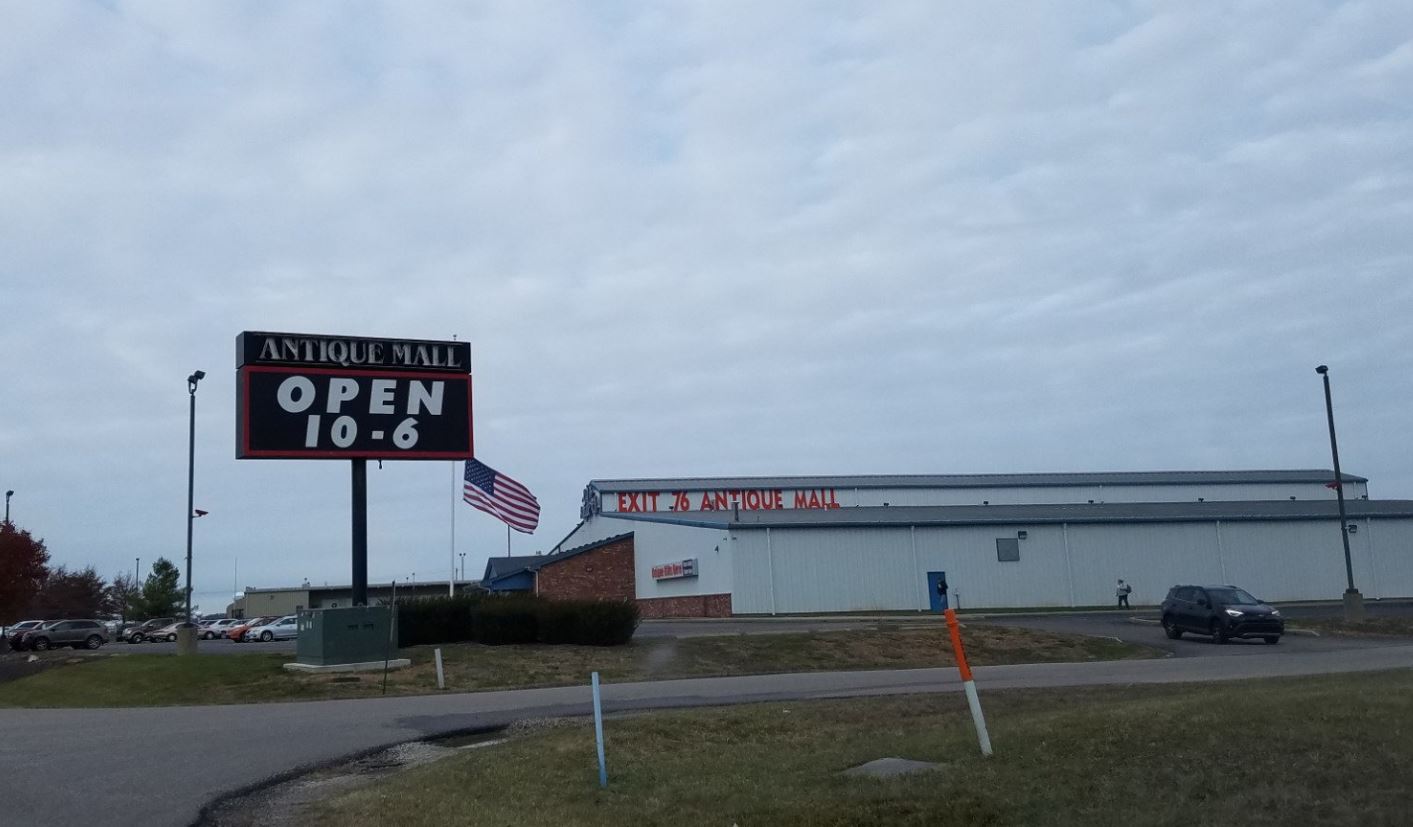 ANTIQUE MALL
OPEN
10-6
EXIT 76 ANTIQUE MALL